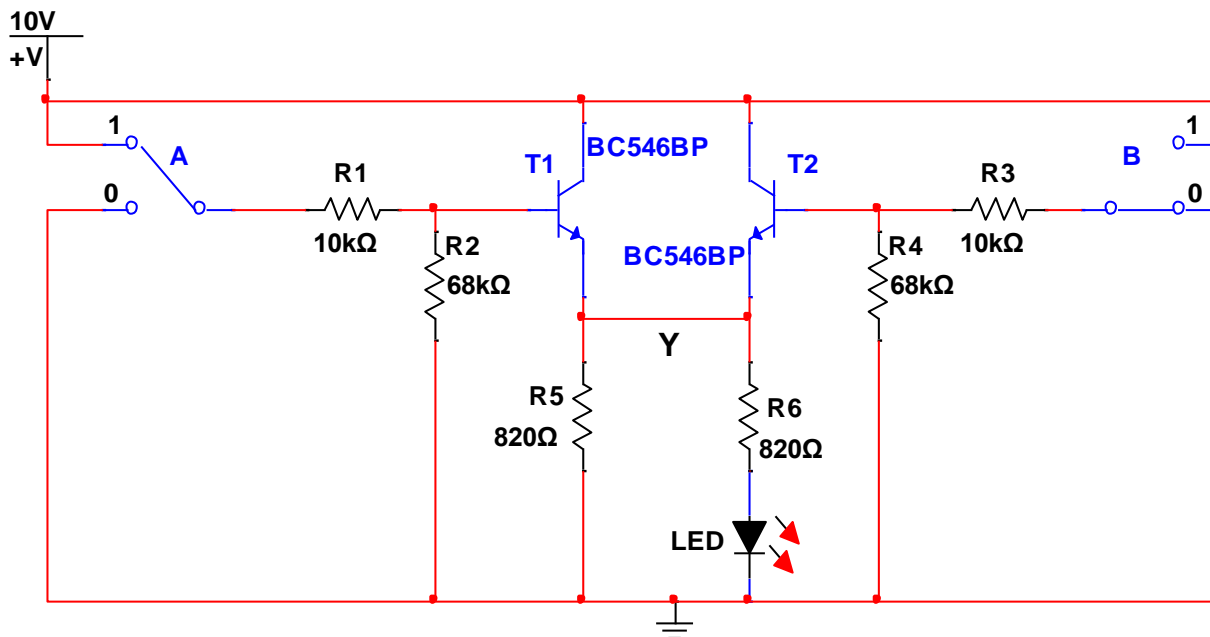 10V
+V
1
A
0
R1
10kΩ
R2
68kΩ
T1
BC546BP
T2
BC546BP
R3
10kΩ
R4
68kΩ
1
B
0
Y
R5
820Ω
R6
820Ω
LED